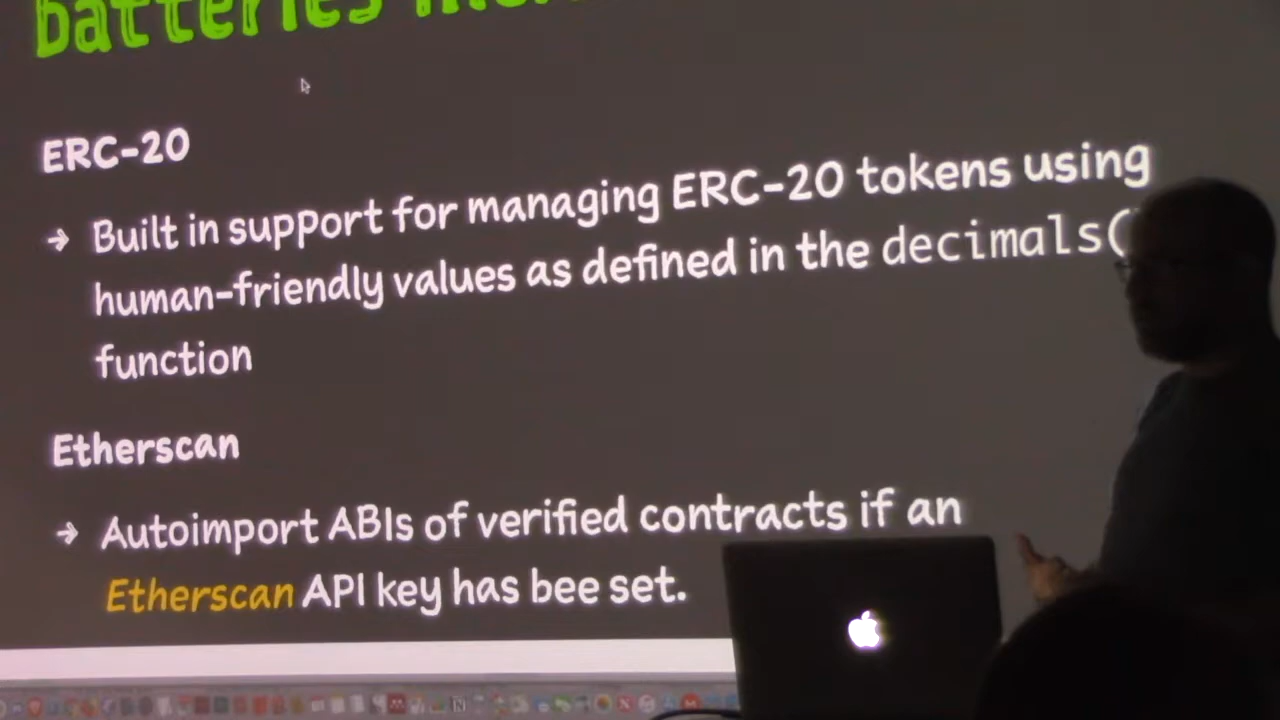 batteries
ERC-20
→ Built in support for managing ERC-20 tokens using
human-friendly values as defined in the decimals(
function
Etherscan
→ Autoimport ABIs of verified contracts if an
Etherscan API key has bee set.